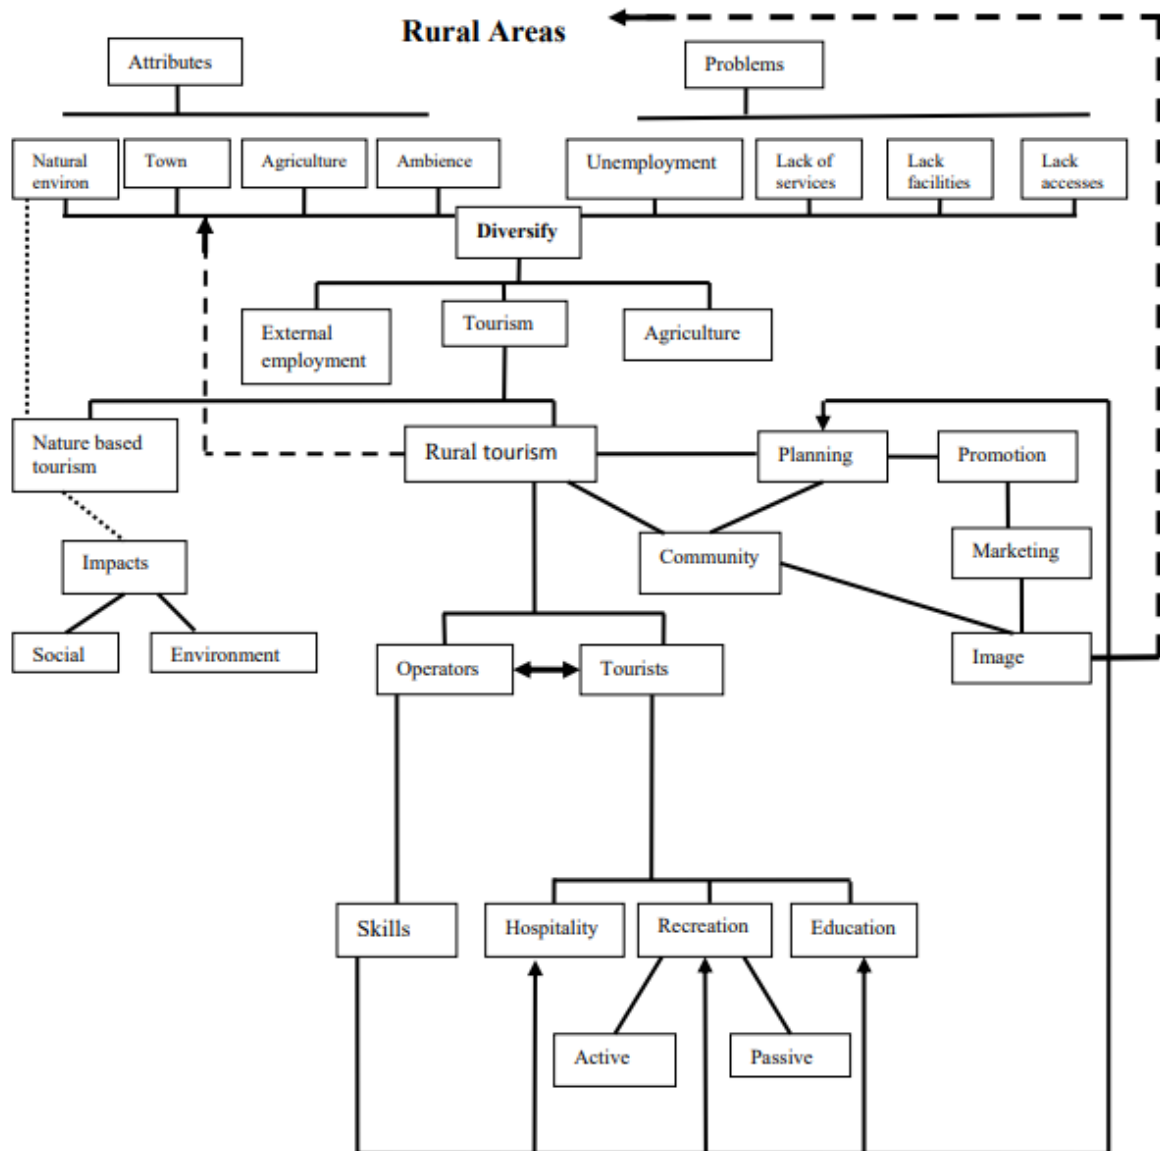 Rural Areas
Attributes
Problems
Natural
environ
Town
Agriculture
Ambience
Unemployment
Lack of
services
Lack
facilities
Lack
accesses
Diversify
External
employment
Tourism
Agriculture
Nature based
tourism
Rural tourism
Planning
Promotion
Impacts
Community
Marketing
Social
Environment
Operators
Tourists
Image
Skills
Hospitality
Recreation
Education
Active
Passive